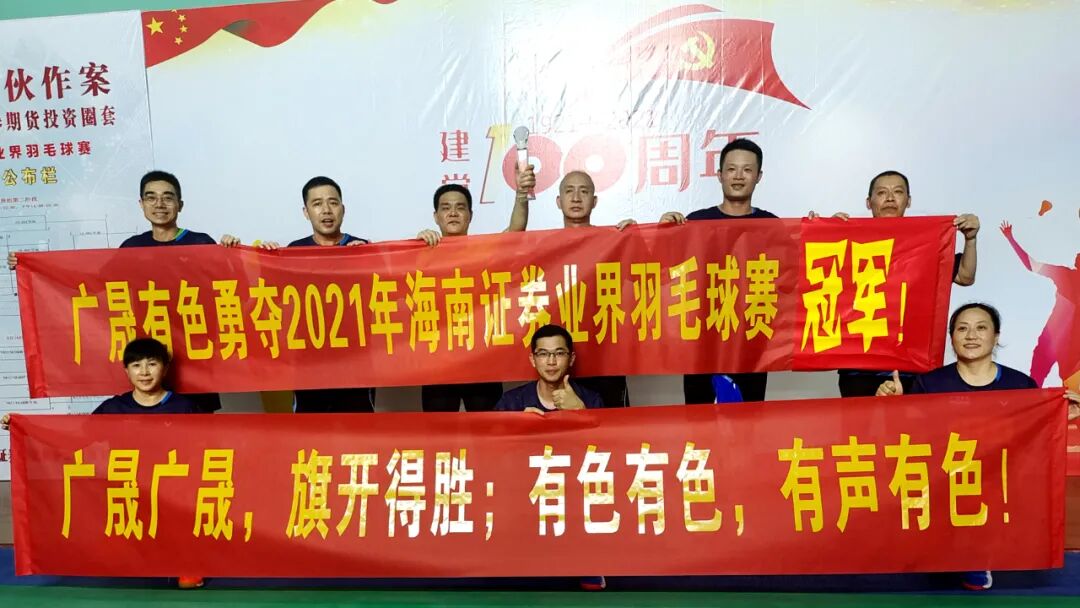 伙作案
期货投资圈套
业界羽毛球赛
公布栏
建党100周年
广晟有色勇夺2021年海南证券业界羽毛球赛 冠军！
广晟广晟，旗开得胜；有色有色，有声有色！